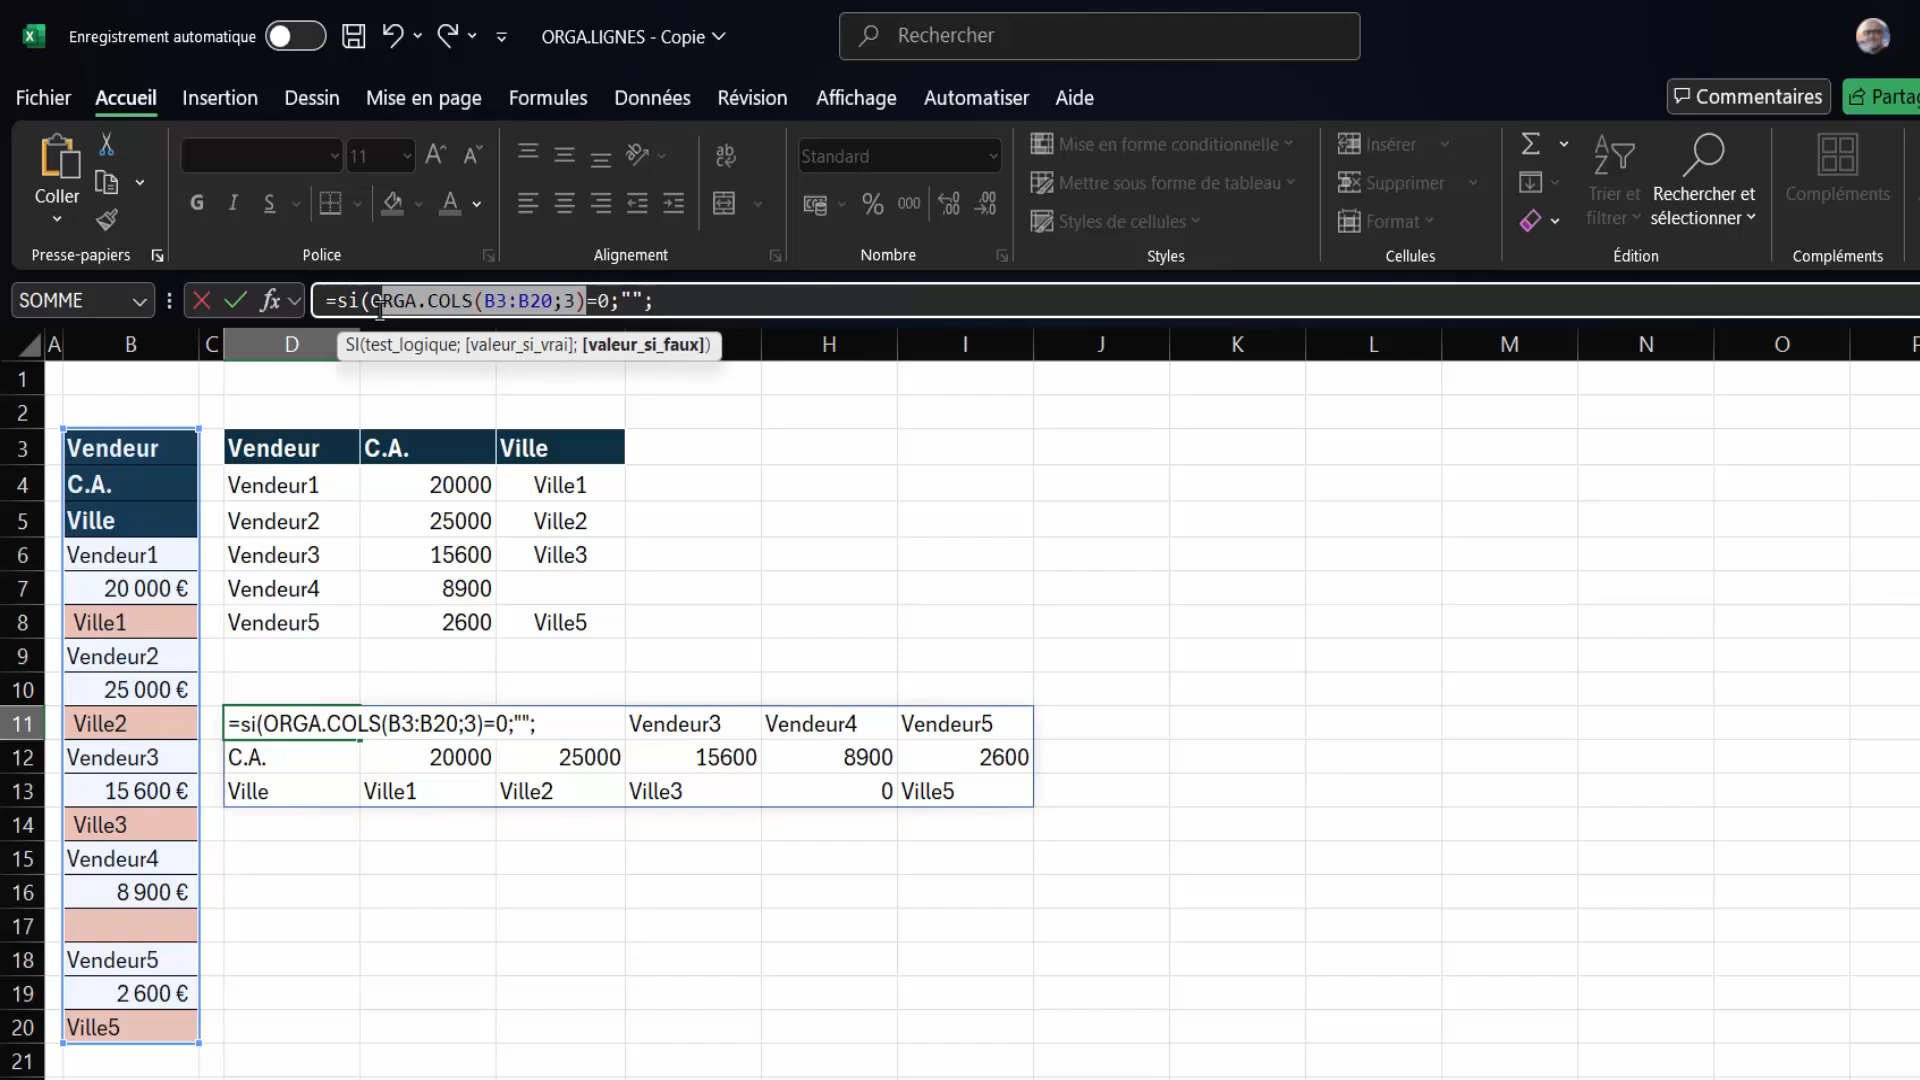 Enregistrement automatique
ORGA.LIGNES - Copie
Rechercher
Fichier Accueil Insertion Dessin Mise en page Formules Données Révision Affichage Automatiser Aide
Commentaires
Coller
11
G I S
Standard
% 000
Mise en forme conditionnelle
Mettre sous forme de tableau
Styles de cellules
Insérer
Supprimer
Format
Trier et
filtrer
Rechercher et
sélectionner
Compléments
Presse-papiers Police Alignement Nombre Styles Cellules Édition Compléments
SOMME
fx
=si(ORGA.COLS(B3:B20;3)=0;"";
SI(test_logique; [valeur_si_vrai]; [valeur_si_faux])
A B C D H I J K L M N O
1
2
3 Vendeur Vendeur C.A. Ville
4 C.A. Vendeur1 20000 Ville1
5 Ville Vendeur2 25000 Ville2
6 Vendeur1 Vendeur3 15600 Ville3
7 20 000 € Vendeur4 8900
8 Ville1 Vendeur5 2600 Ville5
9 Vendeur2
10 25 000 €
11 Ville2 =si(ORGA.COLS(B3:B20;3)=0;""; Vendeur3 Vendeur4 Vendeur5
12 Vendeur3 C.A. 20000 25000 15600 8900 2600
13 15 600 € Ville Ville1 Ville2 Ville3 0 Ville5
14 Ville3
15 Vendeur4
16 8 900 €
17
18 Vendeur5
19 2 600 €
20 Ville5
21